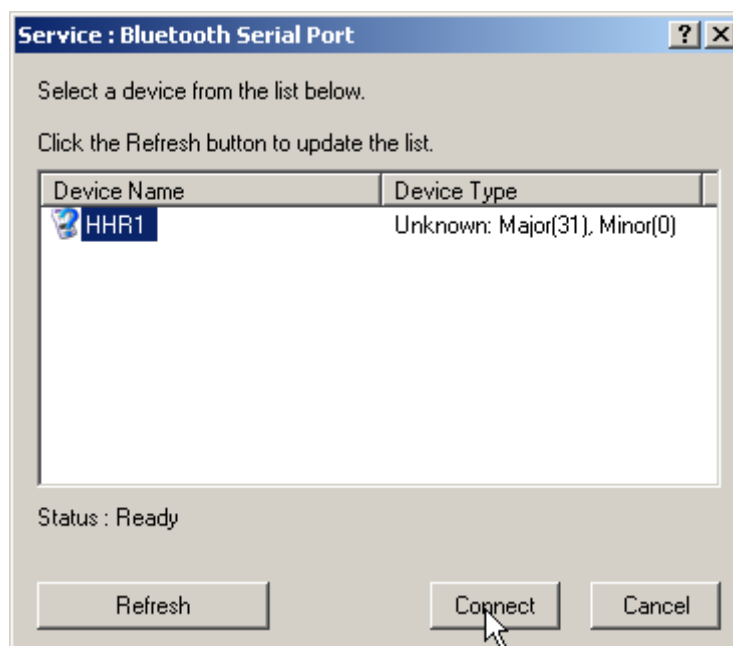 Service : Bluetooth Serial Port
Select a device from the list below.
Click the Refresh button to update the list.
Device Name Device Type
HHR1 Unknown: Major(31), Minor(0)
Status : Ready
Refresh Connect Cancel